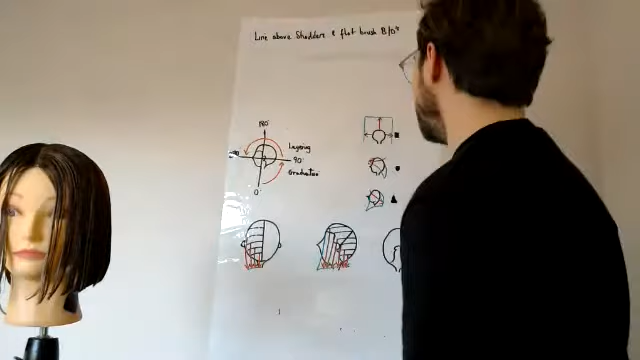 Line above Shoulders & flat brush B/D's
180°
Layering
90°
Graduation
0°